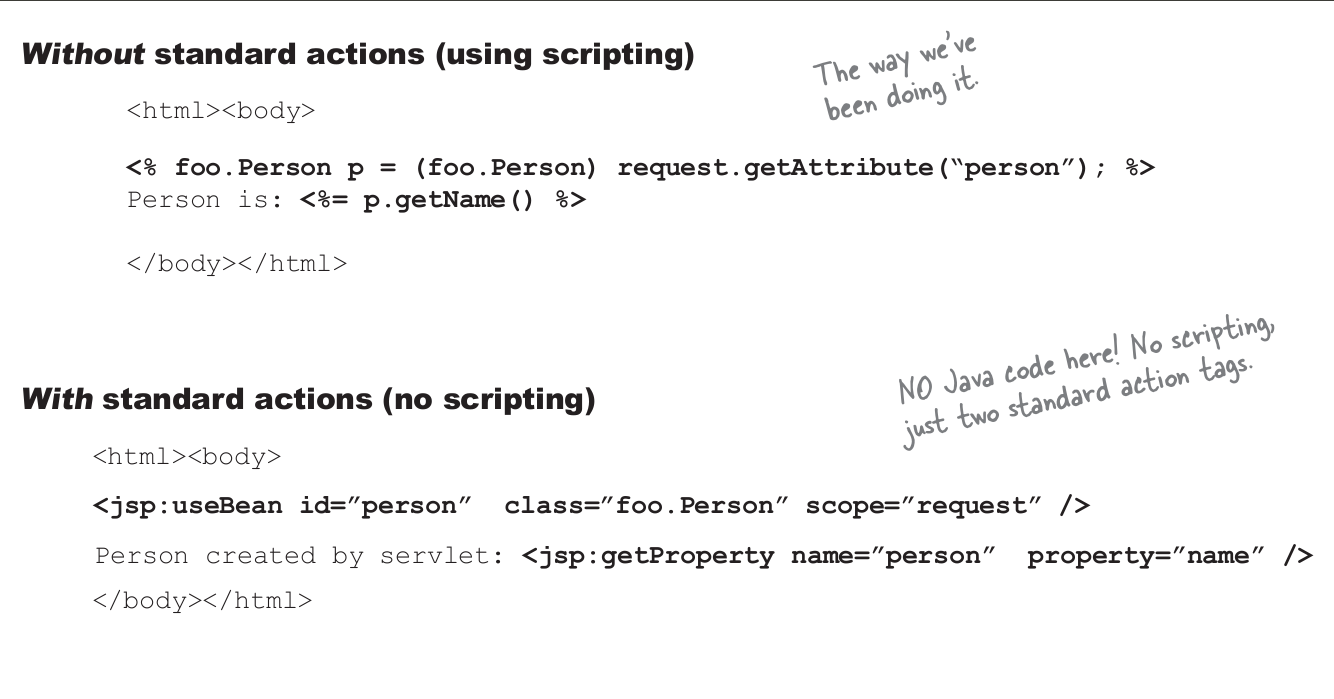 Without standard actions (using scripting)
The way we've
been doing it.
<html><body>
<% foo.Person p = (foo.Person) request.getAttribute(“person”); %>
Person is: <%= p.getName() %>
</body></html>
NO Java code here! No scripting,
just two standard action tags.
With standard actions (no scripting)
<html><body>
<jsp:useBean id=”person”  class=”foo.Person” scope=”request” />
Person created by servlet: <jsp:getProperty name=”person”  property=”name” />
</body></html>